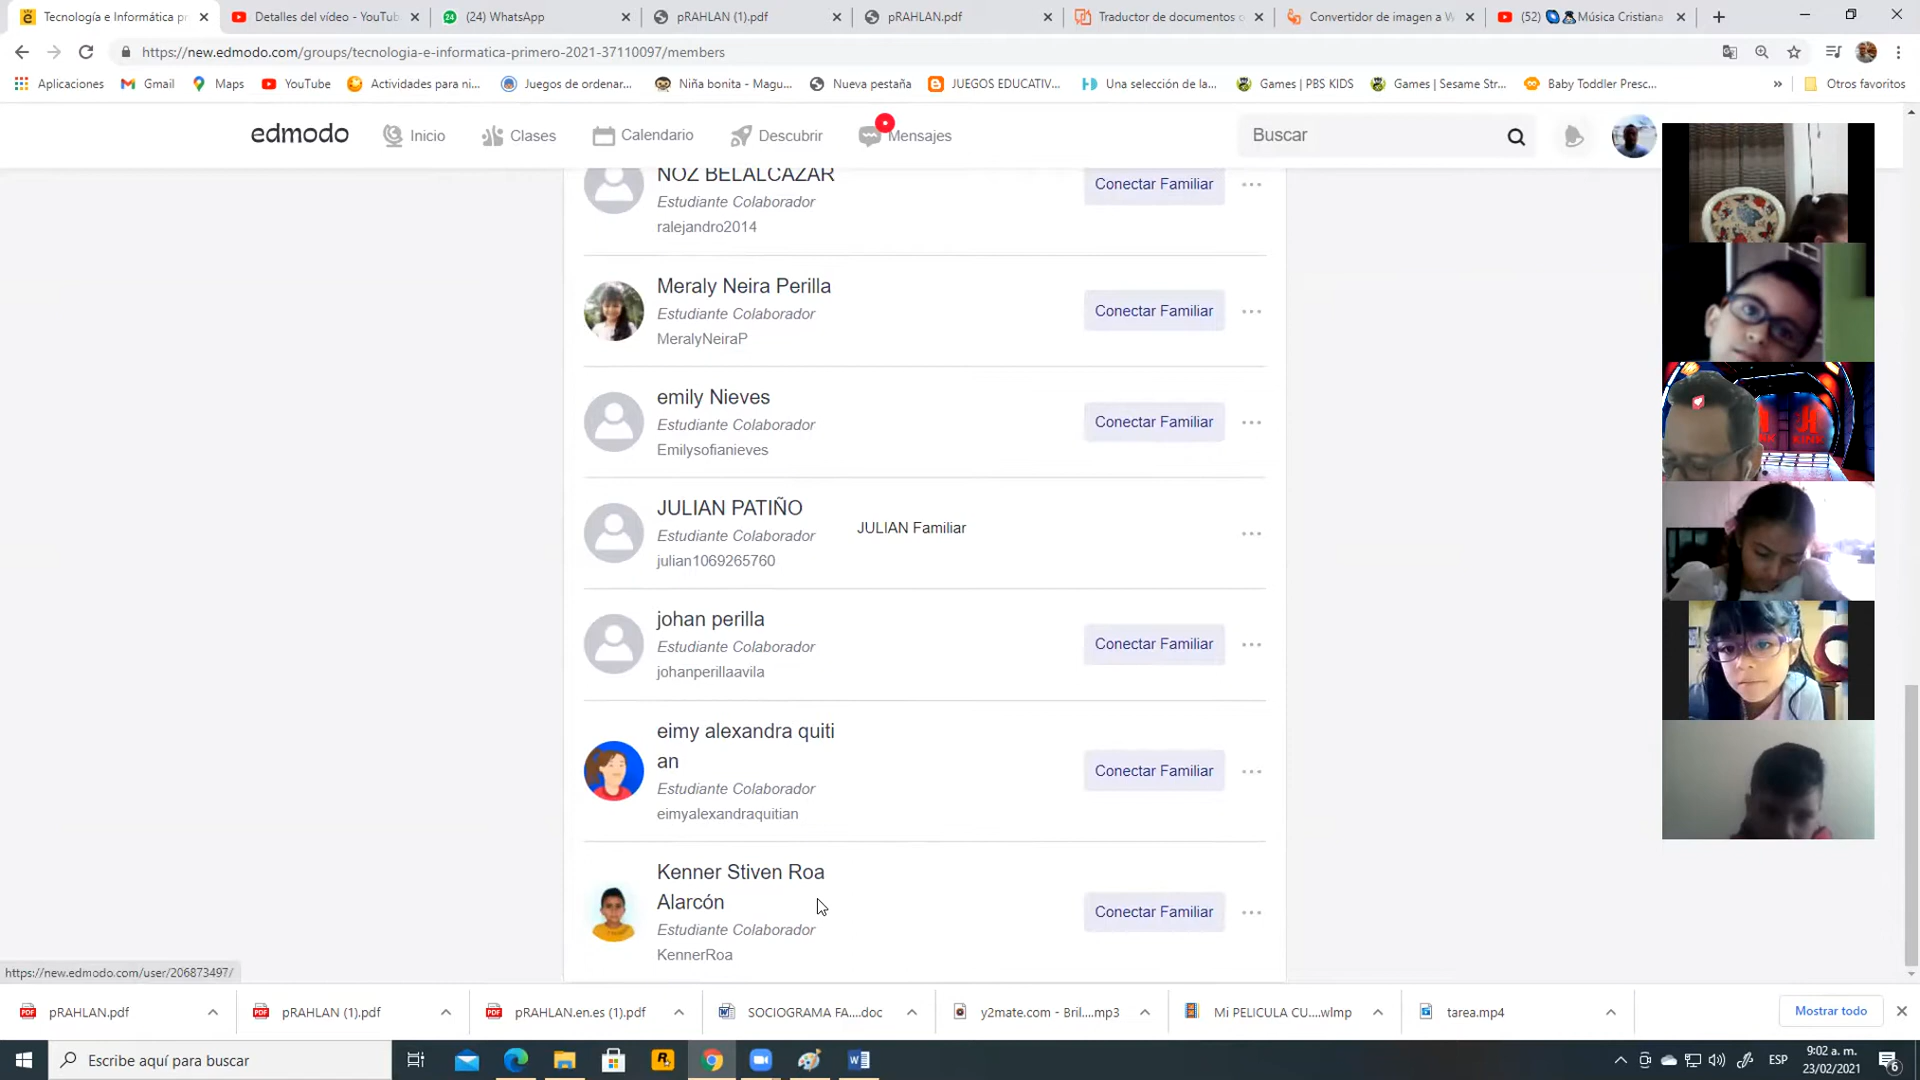 Tecnología e Informática pr
Detalles del vídeo - YouTub
(24) WhatsApp
pRAHLAN (1).pdf
pRAHLAN.pdf
Traductor de documentos o
Convertidor de imagen a W
(52) Música Cristiana
https://new.edmodo.com/groups/tecnologia-e-informatica-primero-2021-37110097/members
Aplicaciones
Gmail
Maps
YouTube
Actividades para ni...
Juegos de ordenar...
Niña bonita - Magu...
Nueva pestaña
JUEGOS EDUCATIV...
Una selección de la...
Games | PBS KIDS
Games | Sesame Str...
Baby Toddler Presc...
»
Otros favoritos
edmodo
Inicio
Clases
Calendario
Descubrir
Mensajes
Buscar
ÑOZ BELALCAZAR
Estudiante Colaborador
ralejandro2014
Conectar Familiar
Meraly Neira Perilla
Estudiante Colaborador
MeralyNeiraP
Conectar Familiar
emily Nieves
Estudiante Colaborador
Emilysofianieves
Conectar Familiar
JULIAN PATIÑO
Estudiante Colaborador
julian1069265760
JULIAN Familiar
johan perilla
Estudiante Colaborador
johanperillaavila
Conectar Familiar
eimy alexandra quiti
an
Estudiante Colaborador
eimyalexandraquitian
Conectar Familiar
Kenner Stiven Roa
Alarcón
Estudiante Colaborador
KennerRoa
Conectar Familiar
https://new.edmodo.com/user/206873497/
pRAHLAN.pdf
pRAHLAN (1).pdf
pRAHLAN.en.es (1).pdf
SOCIOGRAMA FA....doc
y2mate.com - Bril....mp3
Mi PELICULA CU....wlmp
tarea.mp4
Mostrar todo
Escribe aquí para buscar
ESP
9:02 a. m.
23/02/2021
6